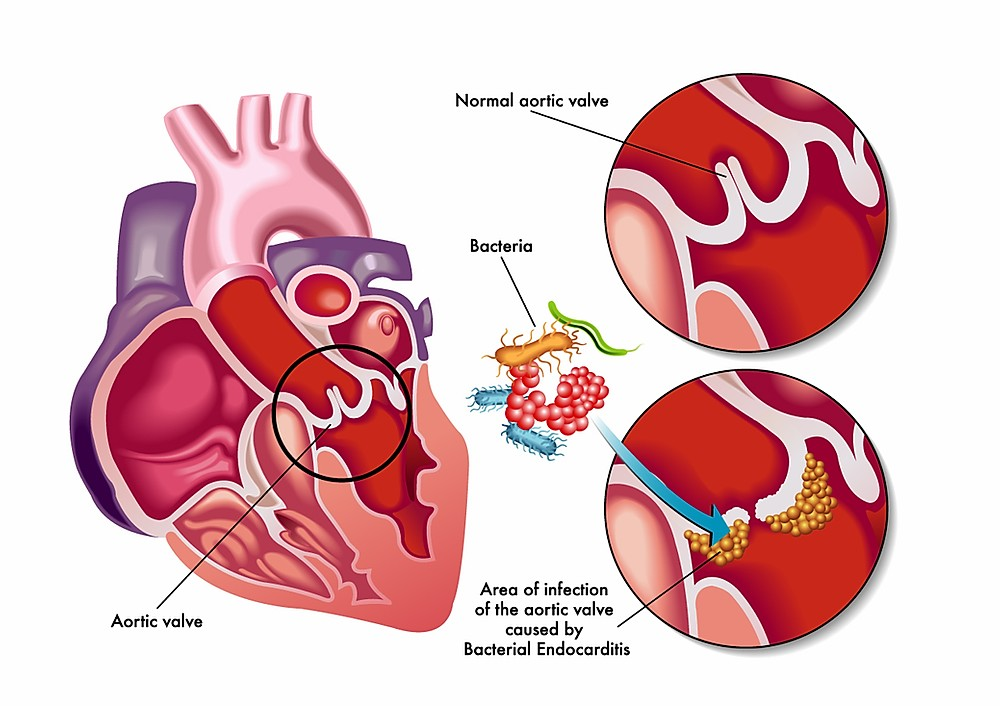 Normal aortic valve
Bacteria
Aortic valve
Area of infection
of the aortic valve
caused by
Bacterial Endocarditis